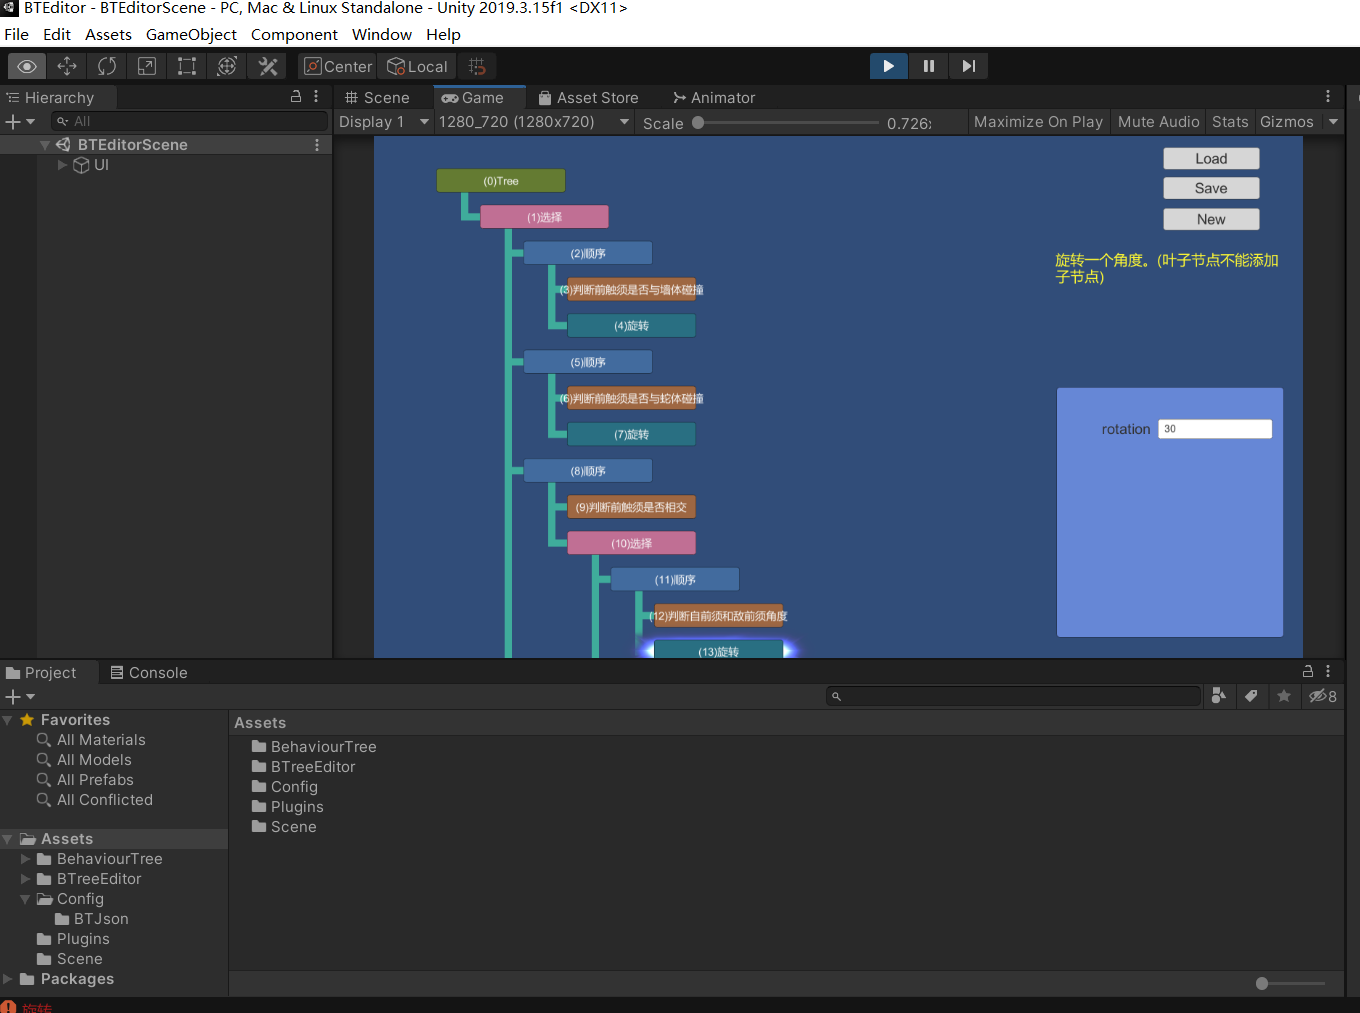 BTEditor - BTEditorScene - PC, Mac & Linux Standalone - Unity 2019.3.15f1 <DX11>
File Edit Assets GameObject Component Window Help
Center Local
Hierarchy
All
BTEditorScene
UI
Scene Game Asset Store Animator
Display 1 1280_720 (1280x720) Scale 0.726x Maximize On Play Mute Audio Stats Gizmos
(0)Tree
(1)选择
(2)顺序
(3)判断前触须是否与墙体碰撞
(4)旋转
(5)顺序
(6)判断前触须是否与蛇体碰撞
(7)旋转
(8)顺序
(9)判断前触须是否相交
(10)选择
(11)顺序
(12)判断自前须和敌前须角度
(13)旋转
Load
Save
New
旋转一个角度。(叶子节点不能添加
子节点)
rotation 30
Project Console
8
Favorites
All Materials
All Models
All Prefabs
All Conflicted
Assets
BehaviourTree
BTreeEditor
Config
BTJson
Plugins
Scene
Packages
Assets
BehaviourTree
BTreeEditor
Config
Plugins
Scene
旋转